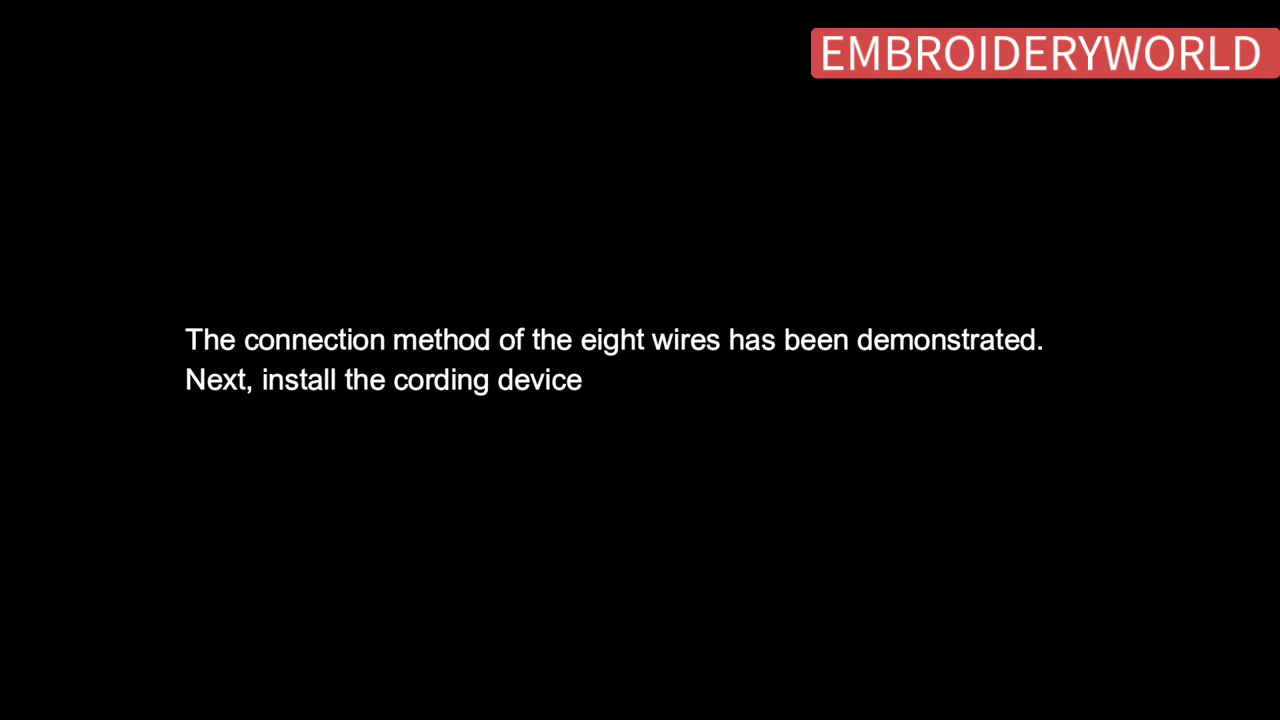 EMBROIDERYWORLD
The connection method of the eight wires has been demonstrated.
Next, install the cording device